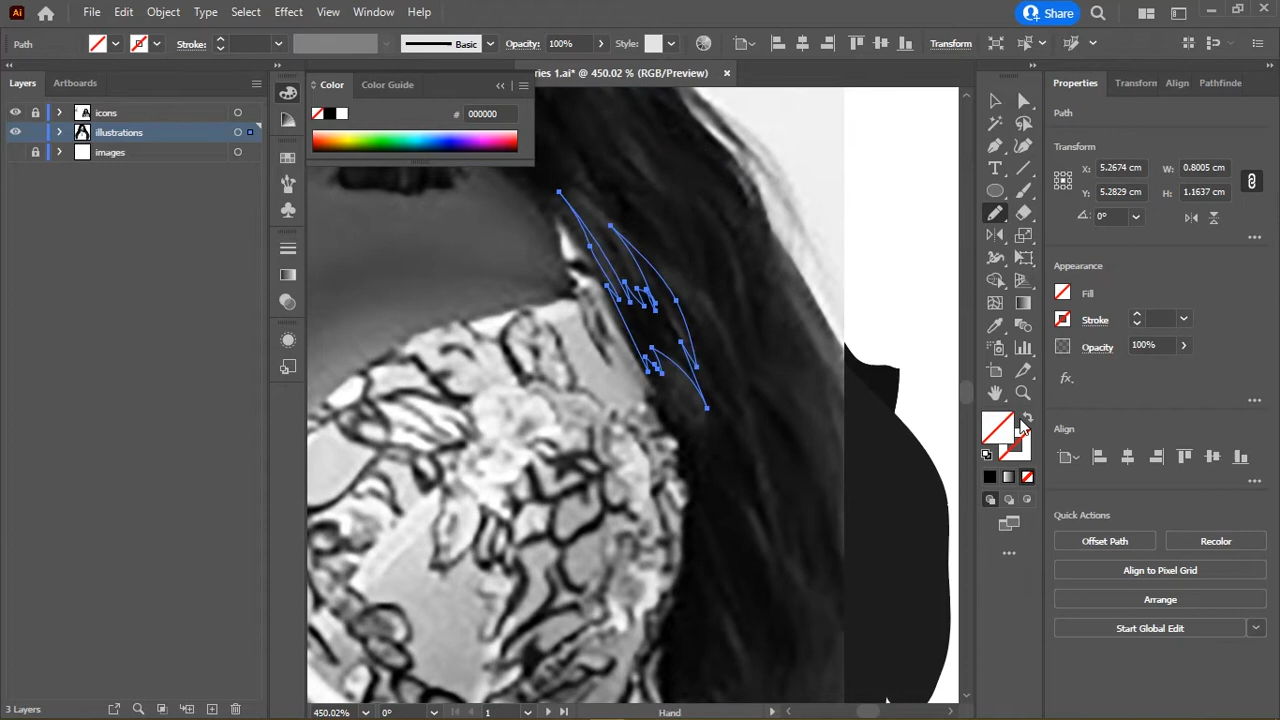 Ai
File Edit Object Type Select Effect View Window Help
Share
Path Stroke: Basic Opacity: 100% Style: Transform
Layers Artboards
icons
illustrations
images
3 Layers
Color Color Guide
# 000000
ries 1.ai* @ 450.02 % (RGB/Preview)
Properties Transform Align Pathfinde
Path
Transform
X: 5.2674 cm W: 0.8005 cm
Y: 5.2829 cm H: 1.1637 cm
0°
Appearance
Fill
Stroke
Opacity 100%
fx.
Align
Quick Actions
Offset Path Recolor
Align to Pixel Grid
Arrange
Start Global Edit
450.02% 0° 1 Hand